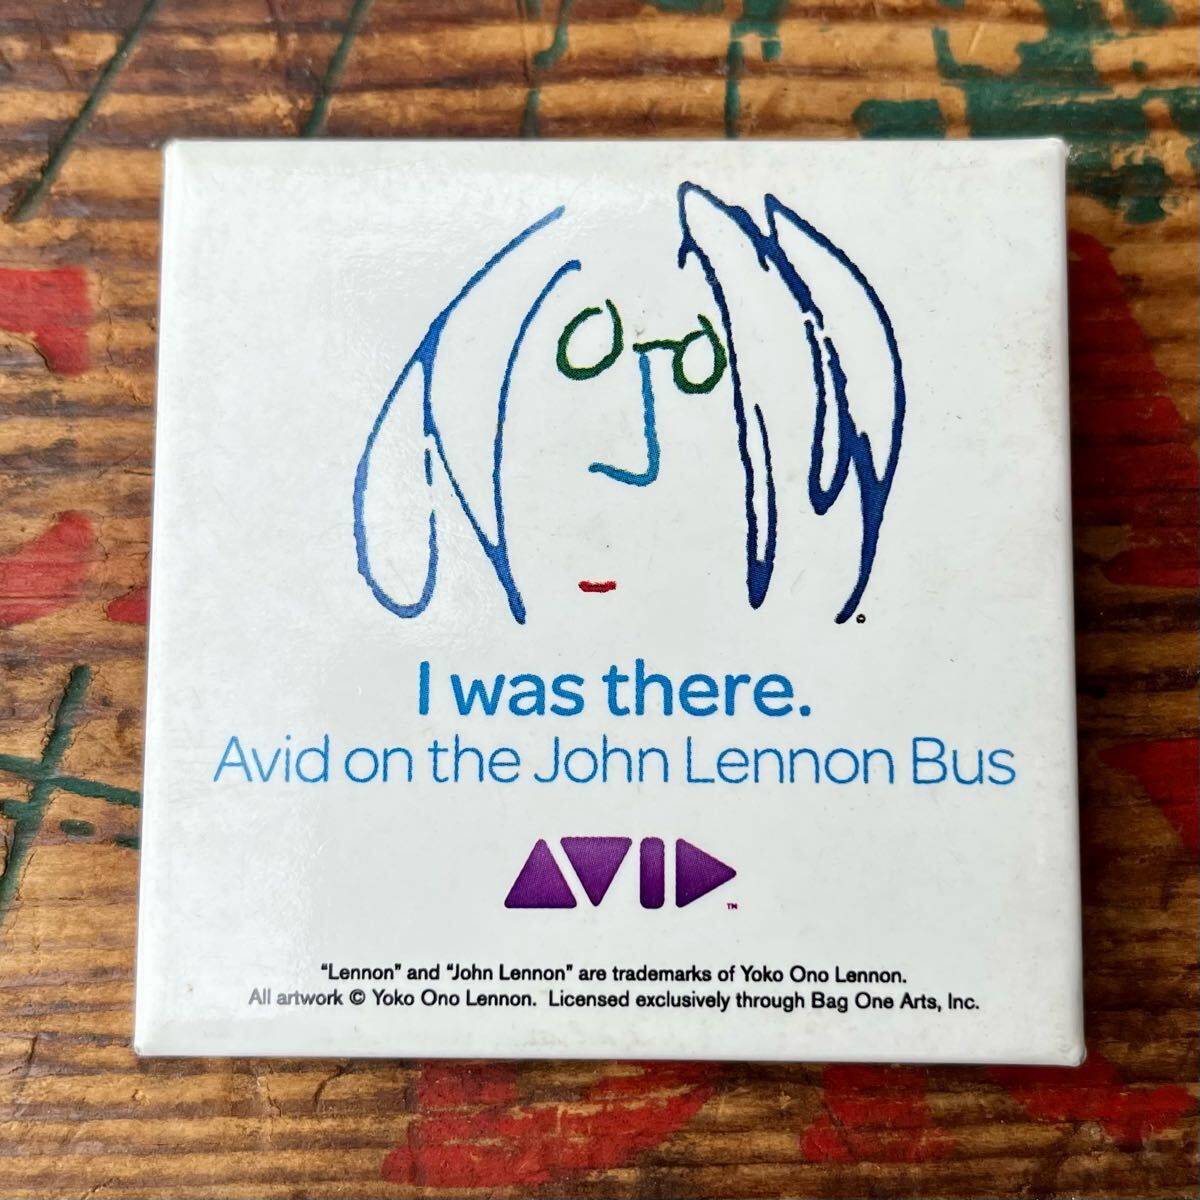 I was there.
Avid on the John Lennon Bus
AVID™
"Lennon" and "John Lennon" are trademarks of Yoko Ono Lennon.
All artwork © Yoko Ono Lennon. Licensed exclusively through Bag One Arts, Inc.